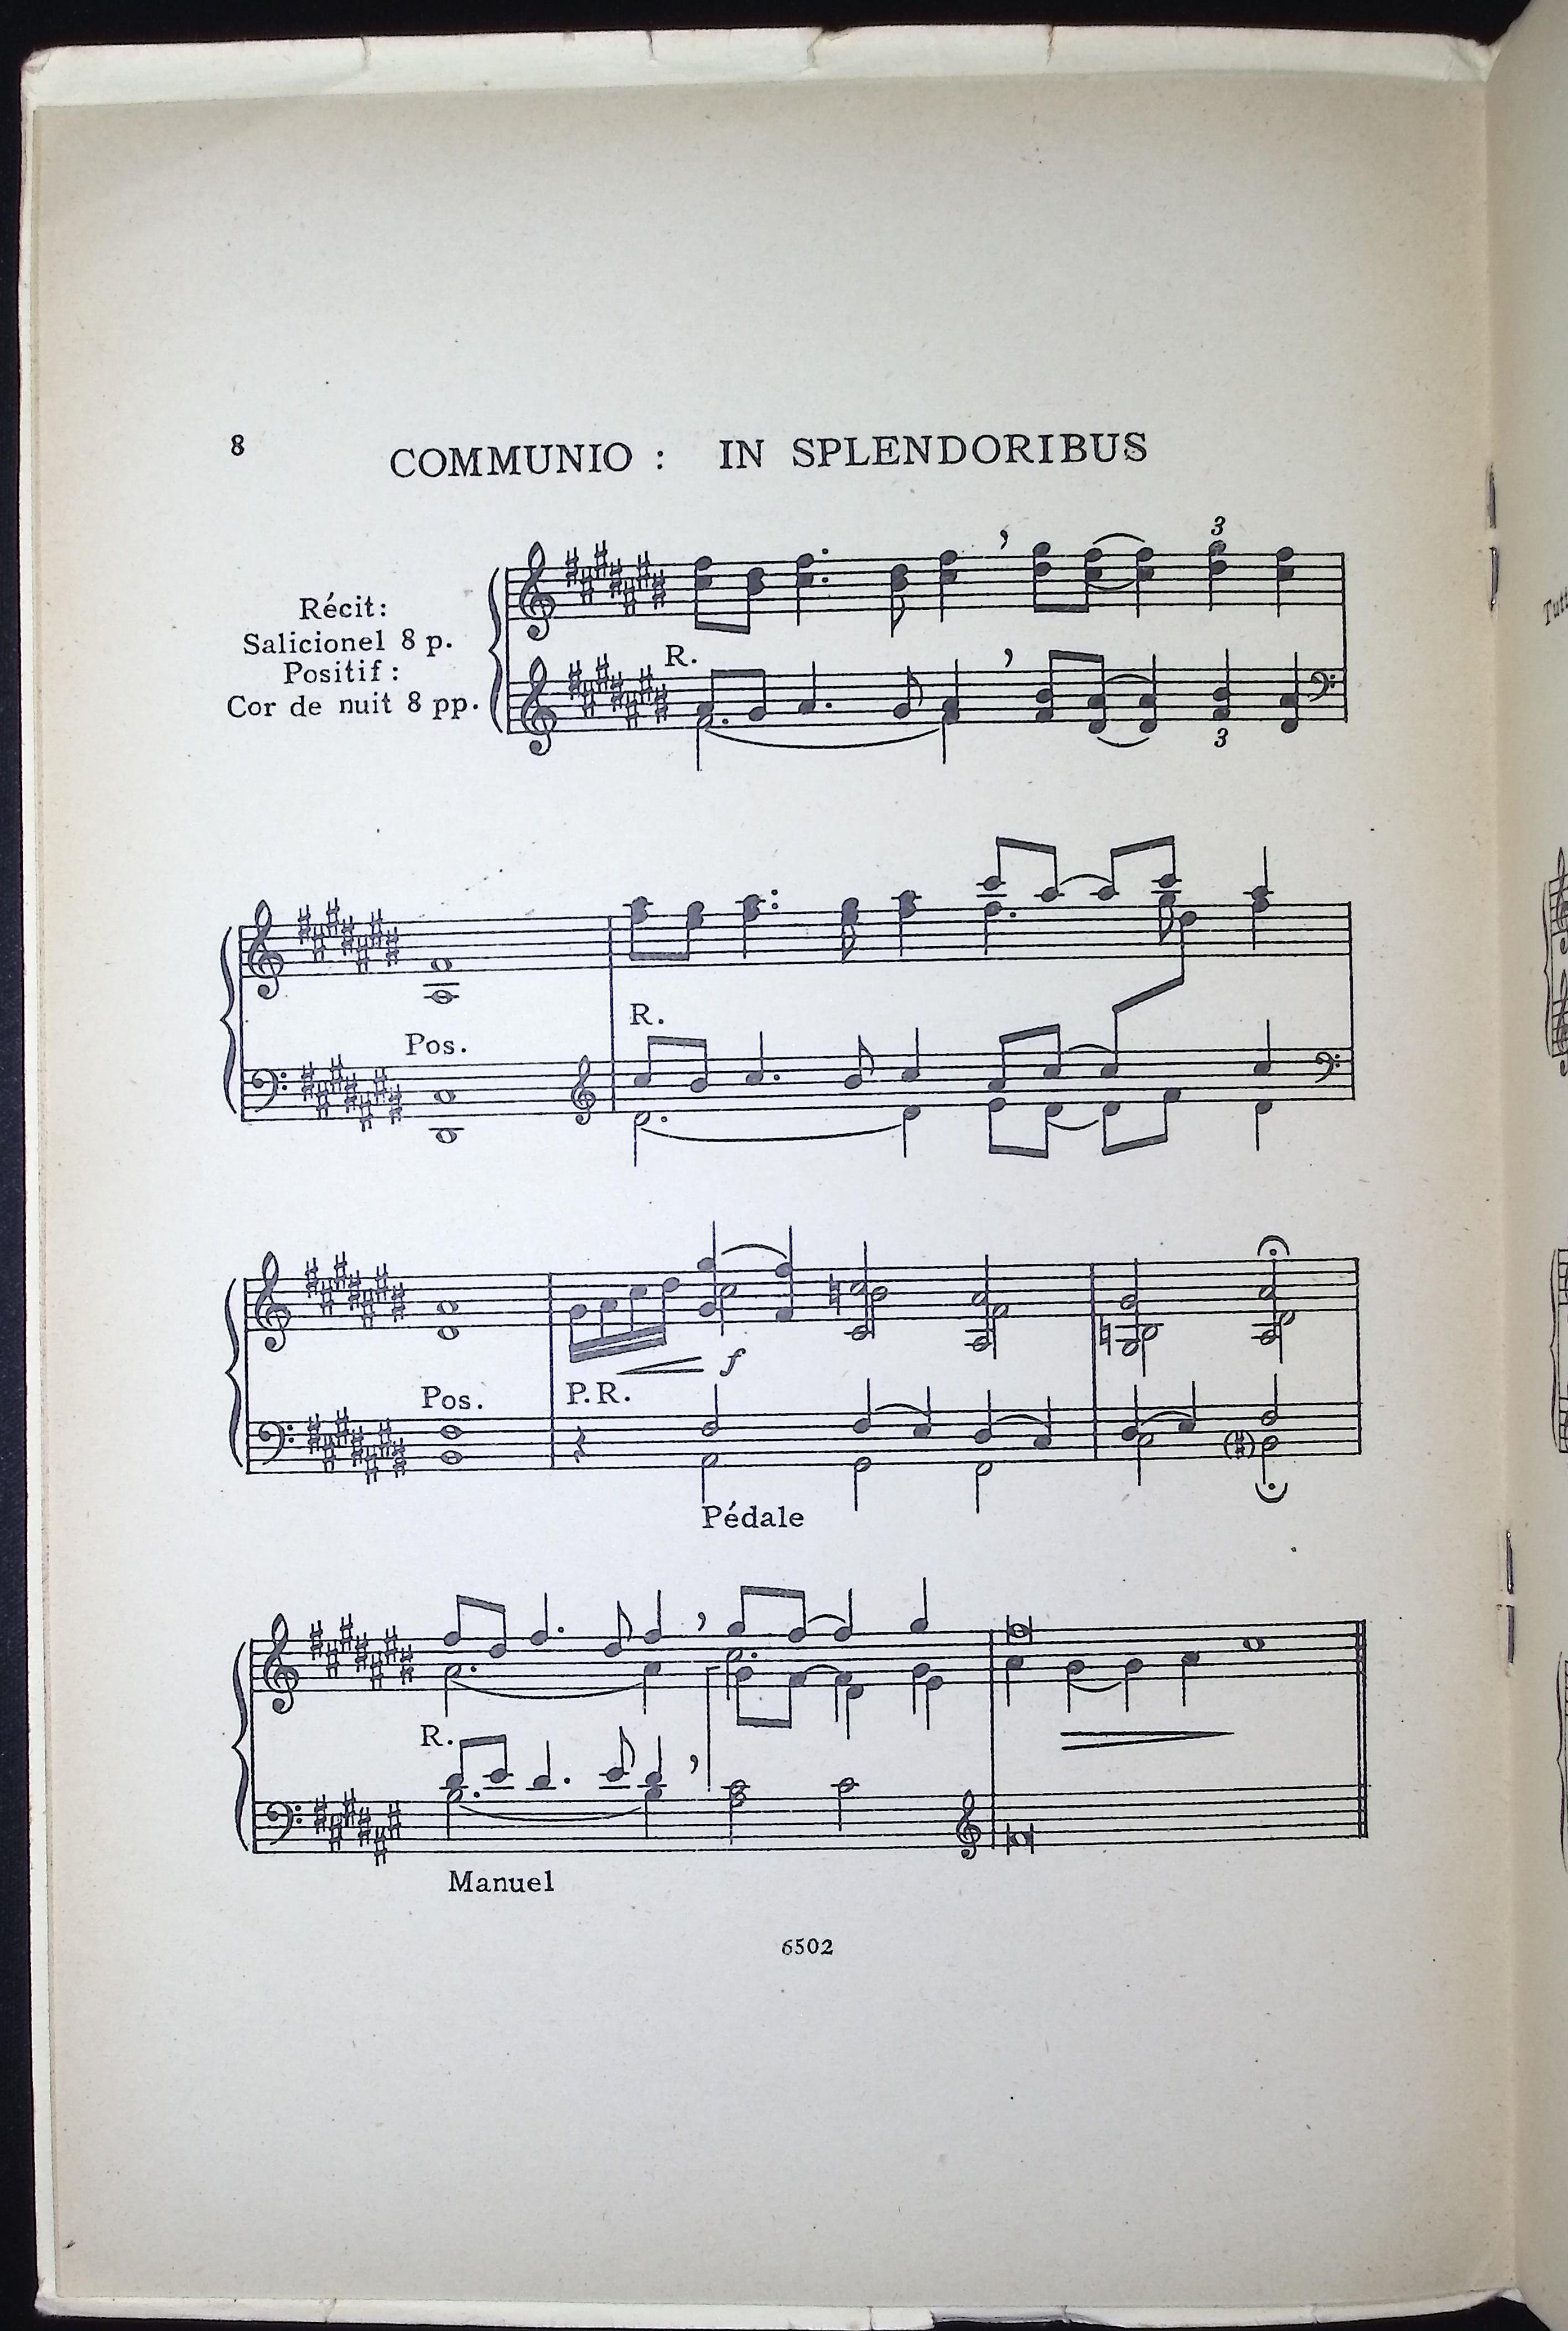 8
COMMUNIO : IN SPLENDORIBUS
Récit:
Salicionel 8 p.
Positif:
Cor de nuit 8 pp.
3
R.
3
R.
Pos.
f
Pos.
P.R.
Pédale
R.
Manuel
6502